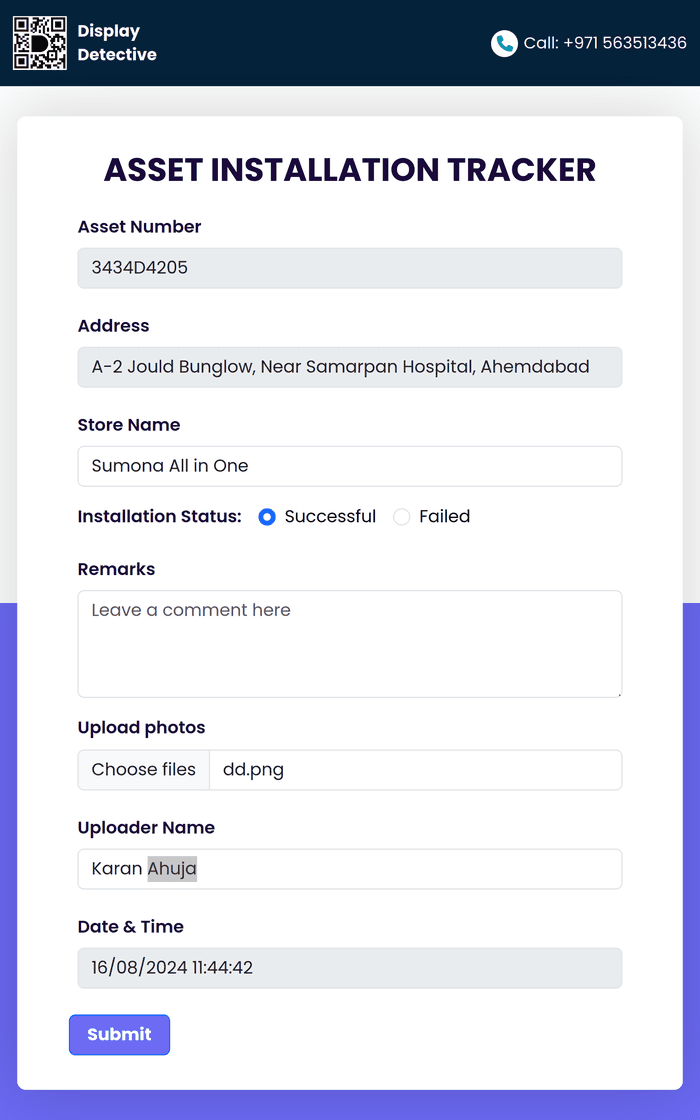 Display
Detective
Call: +971 563513436
ASSET INSTALLATION TRACKER
Asset Number
3434D4205
Address
A-2 Jould Bunglow, Near Samarpan Hospital, Ahemdabad
Store Name
Sumona All in One
Installation Status: Successful Failed
Remarks
Leave a comment here
Upload photos
Choose files dd.png
Uploader Name
Karan Ahuja
Date & Time
16/08/2024 11:44:42
Submit